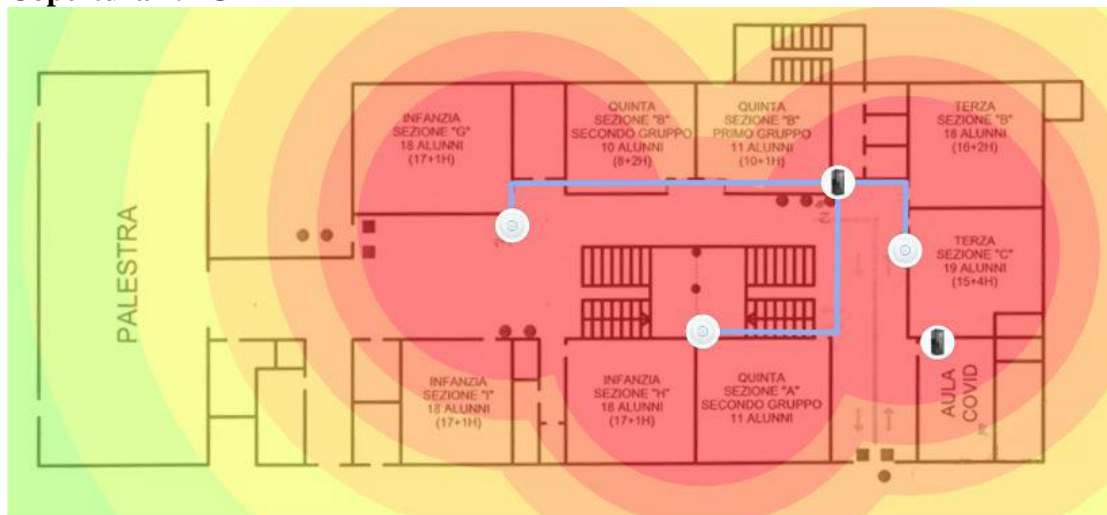 PALESTRA
INFANZIA
SEZIONE "G"
18 ALUNNI
(17+1H)
QUINTA
SEZIONE "B"
SECONDO GRUPPO
10 ALUNNI
(8+2H)
QUINTA
SEZIONE "B"
PRIMO GRUPPO
11 ALUNNI
(10+1H)
TERZA
SEZIONE "B"
18 ALUNNI
(16+2H)
TERZA
SEZIONE "C"
19 ALUNNI
(15+4H)
INFANZIA
SEZIONE "I"
18 ALUNNI
(17+1H)
INFANZIA
SEZIONE "H"
18 ALUNNI
(17+1H)
QUINTA
SEZIONE "A"
SECONDO GRUPPO
11 ALUNNI
AULA
COVID